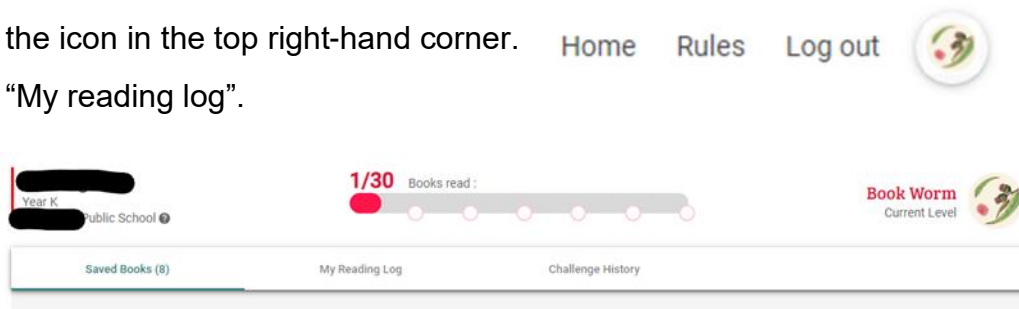 the icon in the top right-hand corner.
Home Rules Log out
“My reading log”.
1/30 Books read :
Year K
Public School
Book Worm
Current Level
Saved Books (8) My Reading Log Challenge History